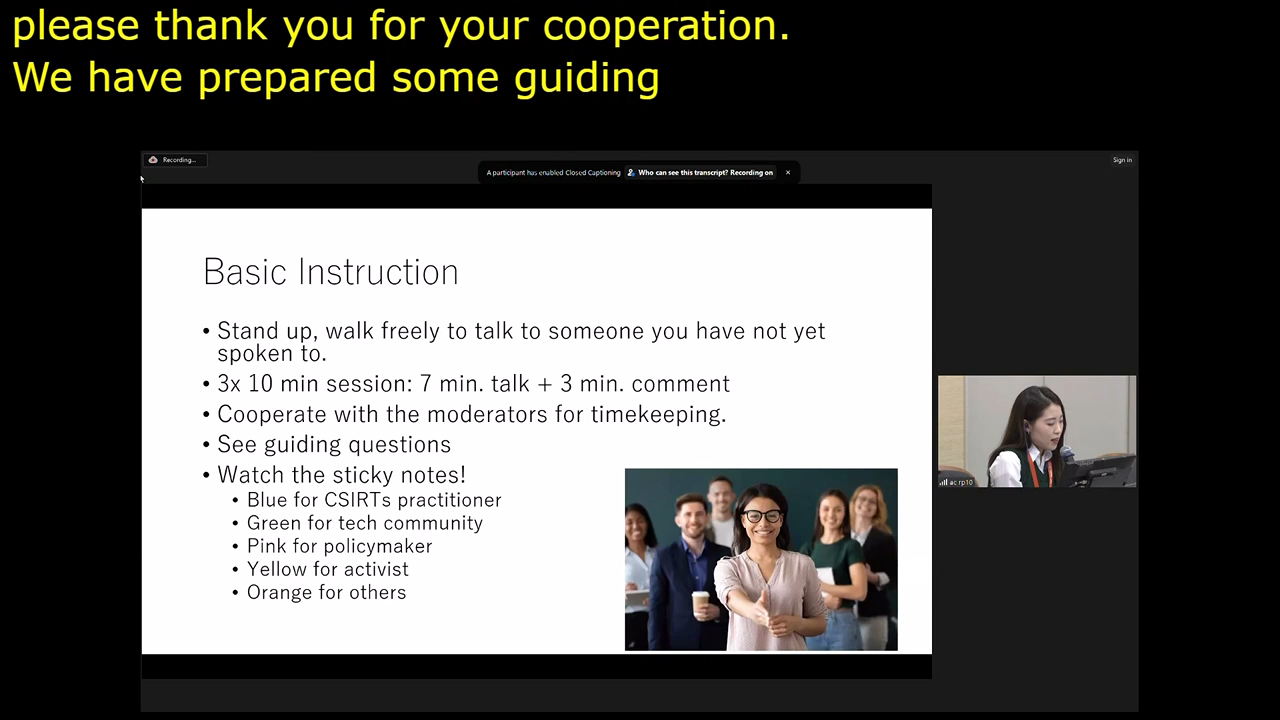 please thank you for your cooperation.
We have prepared some guiding
Recording...
A participant has enabled Closed Captioning Who can see this transcript? Recording on ×
Sign in
Basic Instruction
• Stand up, walk freely to talk to someone you have not yet
spoken to.
• 3x 10 min session: 7 min. talk + 3 min. comment
• Cooperate with the moderators for timekeeping.
• See guiding questions
• Watch the sticky notes!
• Blue for CSIRTs practitioner
• Green for tech community
• Pink for policymaker
• Yellow for activist
• Orange for others
ac rp10